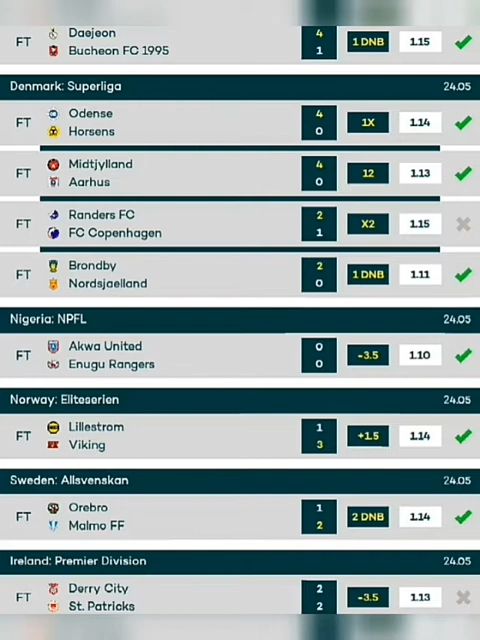 FT Daejeon 4 1 DNB 1.15
Bucheon FC 1995 1
Denmark: Superliga 24.05
FT Odense 4 1X 1.14
Horsens 0
FT Midtjylland 4 12 1.13
Aarhus 0
FT Randers FC 2 X2 1.15
FC Copenhagen 1
FT Brondby 2 1 DNB 1.11
Nordsjaelland 0
Nigeria: NPFL 24.05
FT Akwa United 0 -3.5 1.10
Enugu Rangers 0
Norway: Eliteserien 24.05
FT Lillestrom 1 +1.5 1.14
Viking 3
Sweden: Allsvenskan 24.05
FT Orebro 1 2 DNB 1.14
Malmo FF 2
Ireland: Premier Division 24.05
FT Derry City 2 -3.5 1.13
St. Patricks 2